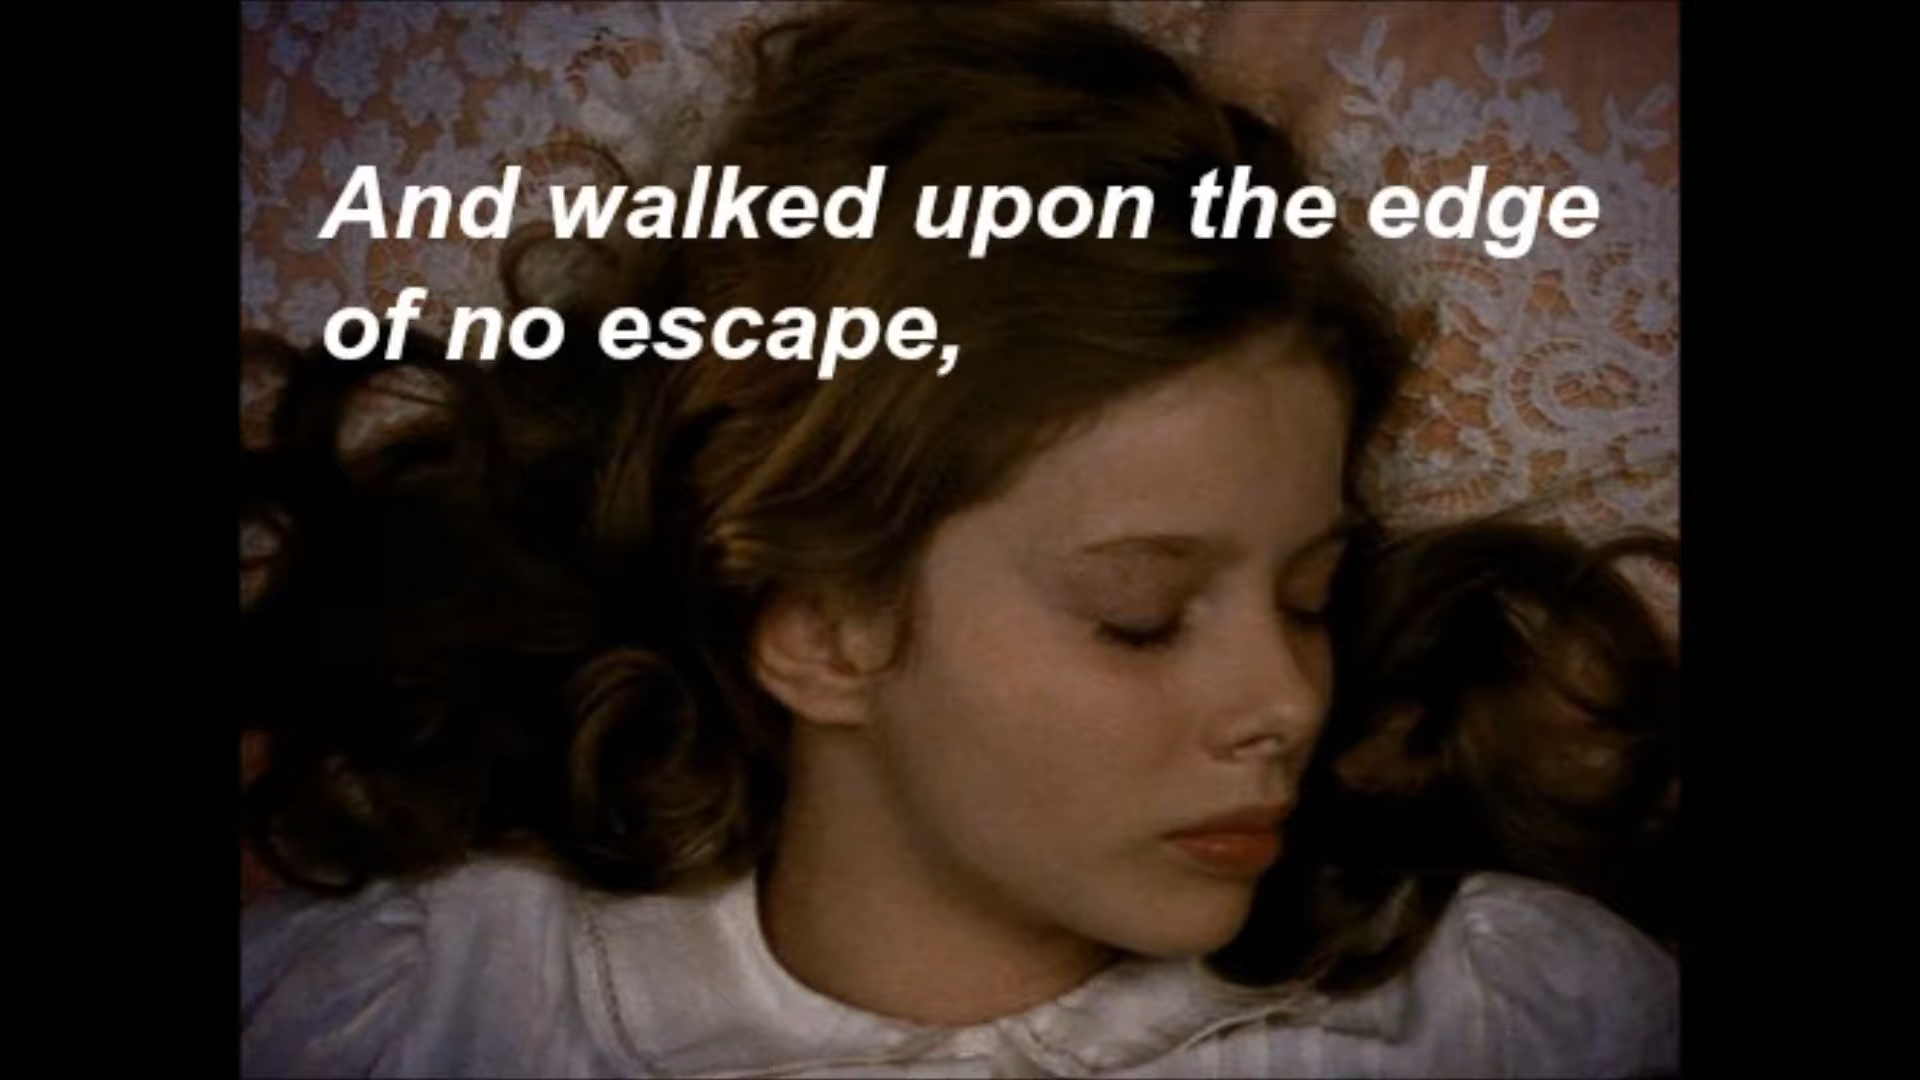 And walked upon the edge
of no escape,